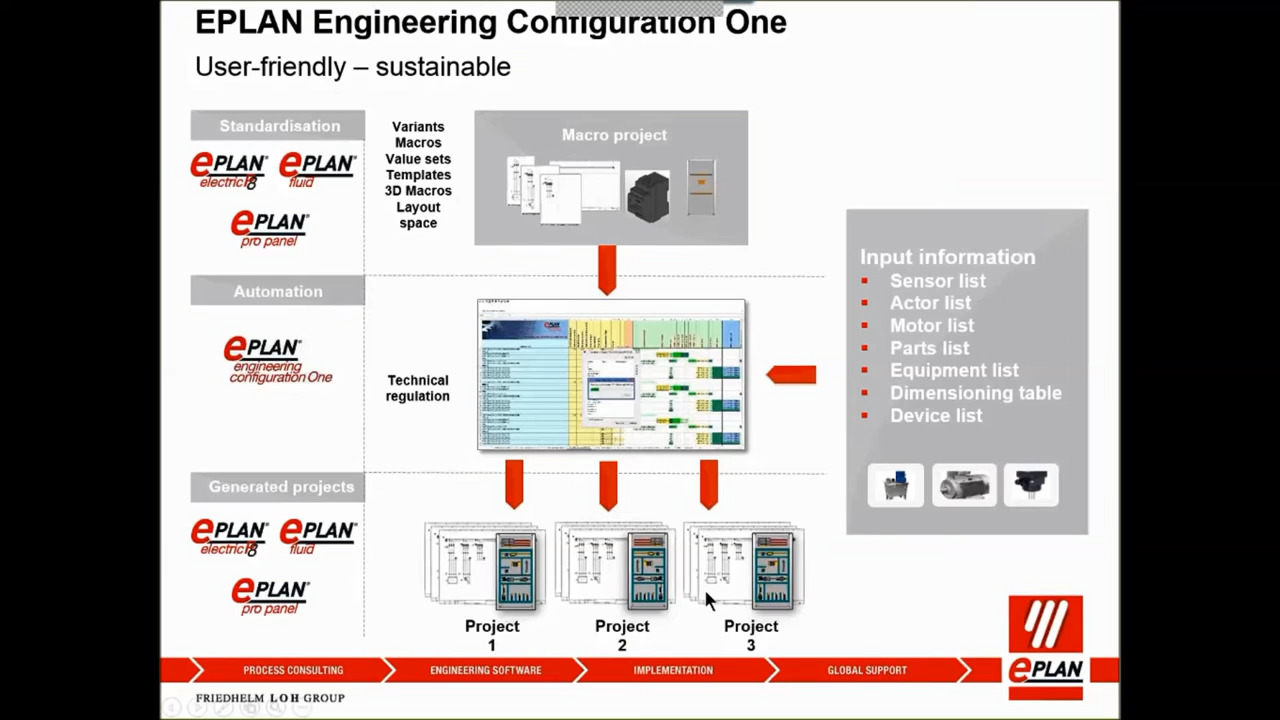 EPLAN Engineering Configuration One
User-friendly – sustainable
Standardisation
ePLAN® electric P8
ePLAN® fluid
ePLAN® pro panel
Variants
Macros
Value sets
Templates
3D Macros
Layout
space
Macro project
Automation
ePLAN®
engineering
configuration One
Technical
regulation
Input information
Sensor list
Actor list
Motor list
Parts list
Equipment list
Dimensioning table
Device list
Generated projects
ePLAN® electric P8
ePLAN® fluid
ePLAN® pro panel
Project
1
Project
2
Project
3
PROCESS CONSULTING
ENGINEERING SOFTWARE
IMPLEMENTATION
GLOBAL SUPPORT
ePLAN
FRIEDHELM LOH GROUP